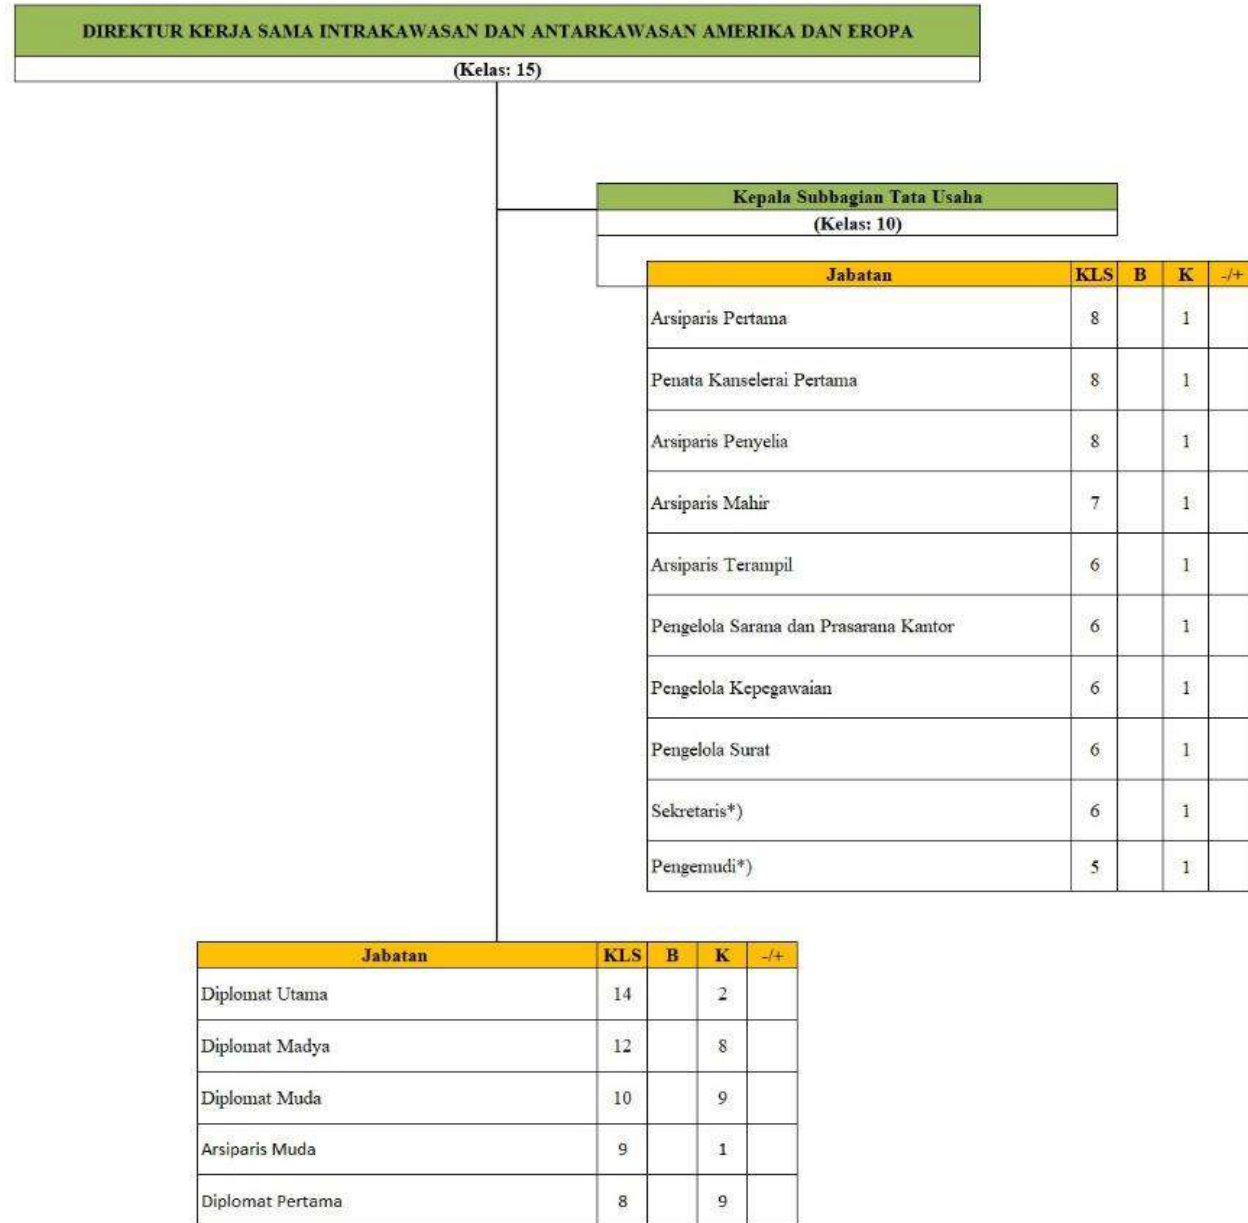 DIREKTUR KERJA SAMA INTRAKAWASAN DAN ANTARKAWASAN AMERIKA DAN EROPA
(Kelas: 15)
Kepala Subbagian Tata Usaha
(Kelas: 10)
Jabatan KLS B K -/+
Arsiparis Pertama 8 1
Penata Kanselerai Pertama 8 1
Arsiparis Penyelia 8 1
Arsiparis Mahir 7 1
Arsiparis Terampil 6 1
Pengelola Sarana dan Prasarana Kantor 6 1
Pengelola Kepegawaian 6 1
Pengelola Surat 6 1
Sekretaris*) 6 1
Pengemudi*) 5 1
Jabatan KLS B K -/+
Diplomat Utama 14 2
Diplomat Madya 12 8
Diplomat Muda 10 9
Arsiparis Muda 9 1
Diplomat Pertama 8 9